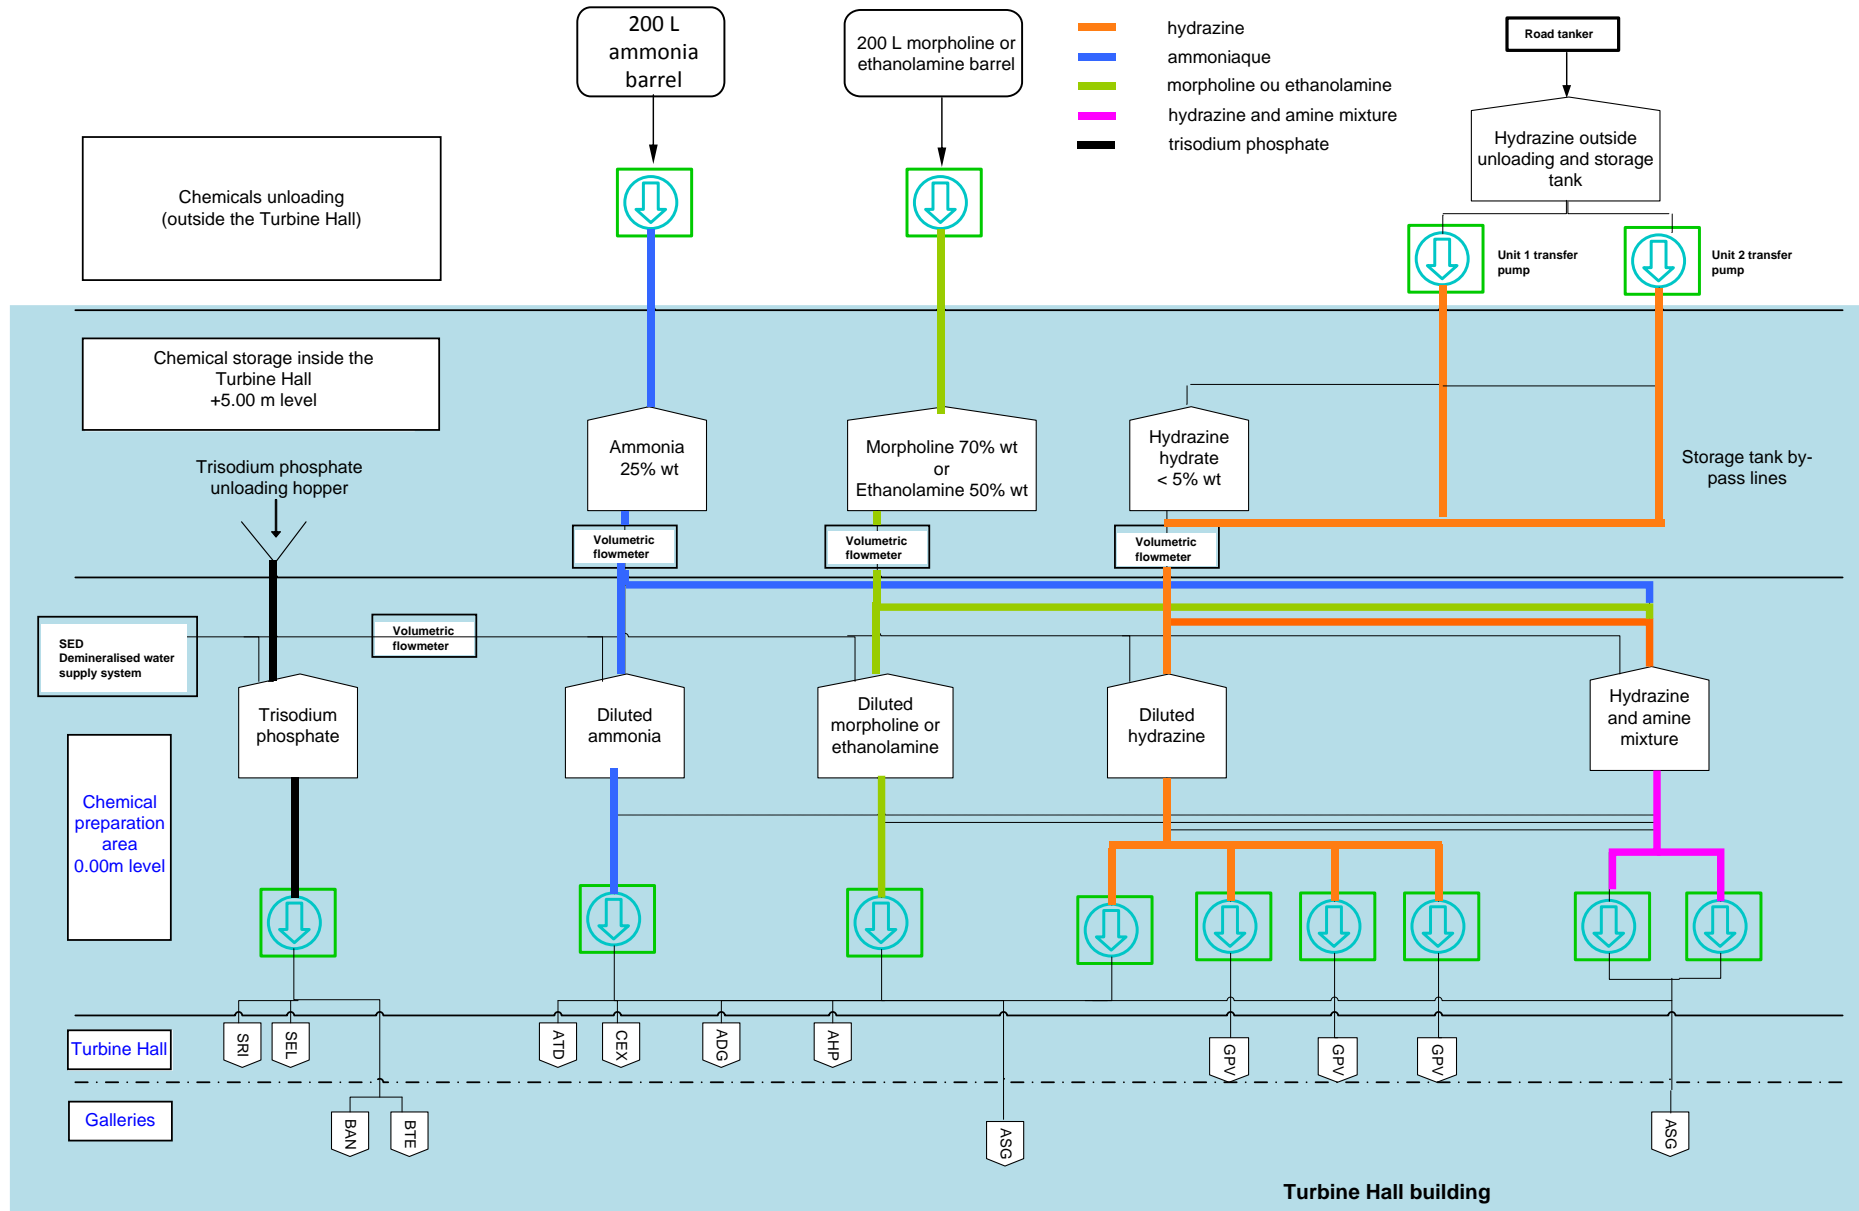 200 L
ammonia
barrel
200 L morpholine or
ethanolamine barrel
hydrazine
ammoniaque
morpholine ou ethanolamine
hydrazine and amine mixture
trisodium phosphate
Road tanker
Hydrazine outside
unloading and storage
tank
Chemicals unloading
(outside the Turbine Hall)
Unit 1 transfer
pump
Unit 2 transfer
pump
Chemical storage inside the
Turbine Hall
+5.00 m level
Trisodium phosphate
unloading hopper
Ammonia
25% wt
Morpholine 70% wt
or
Ethanolamine 50% wt
Hydrazine
hydrate
< 5% wt
Storage tank by-
pass lines
Volumetric
flowmeter
Volumetric
flowmeter
Volumetric
flowmeter
SED
Demineralised water
supply system
Volumetric
flowmeter
Trisodium
phosphate
Diluted
ammonia
Diluted
morpholine or
ethanolamine
Diluted
hydrazine
Hydrazine
and amine
mixture
Chemical
preparation
area
0.00m level
Turbine Hall
SRI
SEL
ATD
CEX
ADG
AHP
GPV
GPV
GPV
Galleries
BAN
BTE
ASG
ASG
Turbine Hall building